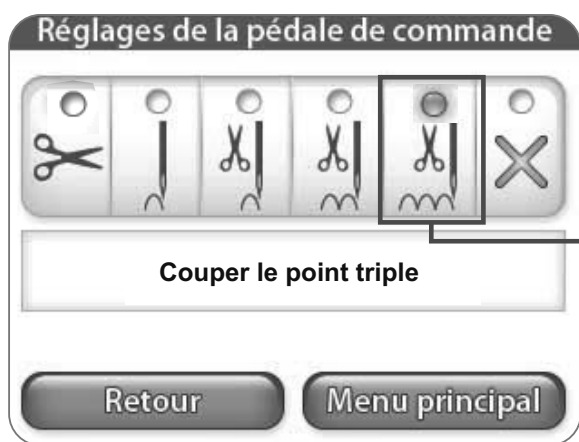 Réglages de la pédale de commande
Couper le point triple
Retour
Menu principal